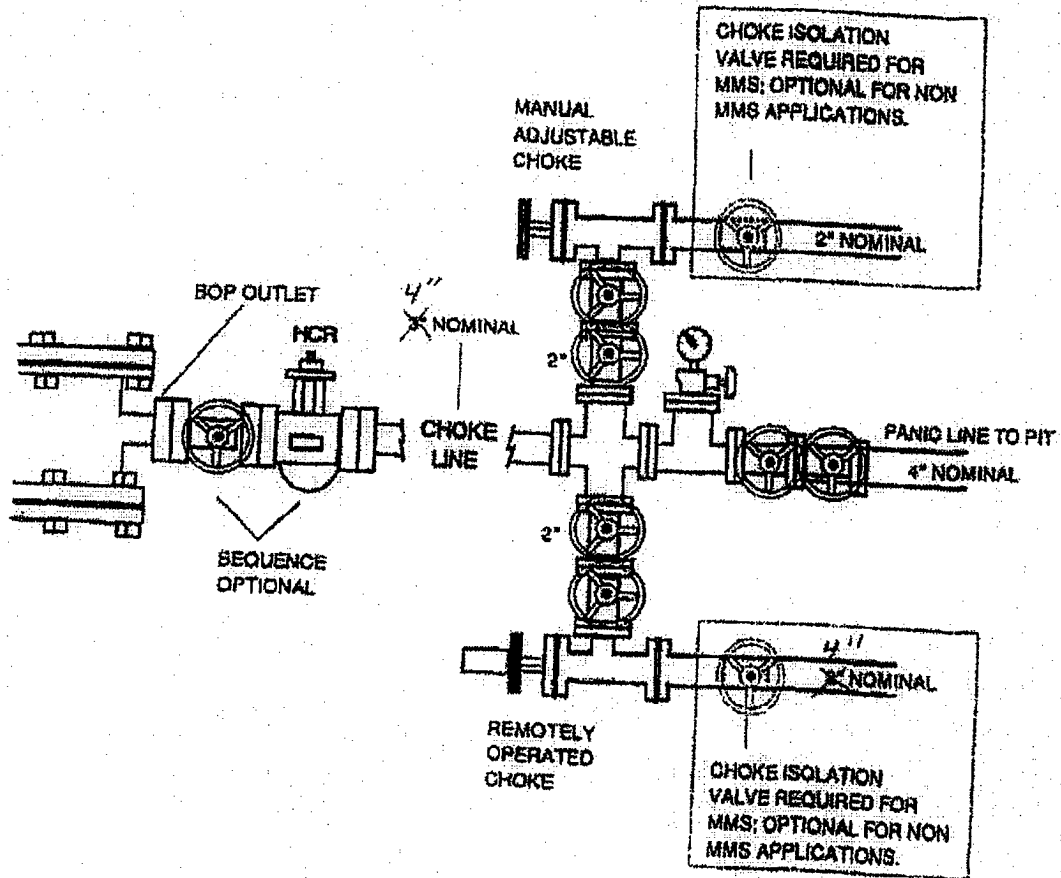 CHOKE ISOLATION
VALVE REQUIRED FOR
MMS; OPTIONAL FOR NON
MMS APPLICATIONS.
MANUAL
ADJUSTABLE
CHOKE
2" NOMINAL
BOP OUTLET
HCR
4"
3" NOMINAL
2"
CHOKE
LINE
PANIC LINE TO PIT
4" NOMINAL
SEQUENCE
OPTIONAL
2"
4"
NOMINAL
REMOTELY
OPERATED
CHOKE
CHOKE ISOLATION
VALVE REQUIRED FOR
MMS; OPTIONAL FOR NON
MMS APPLICATIONS.